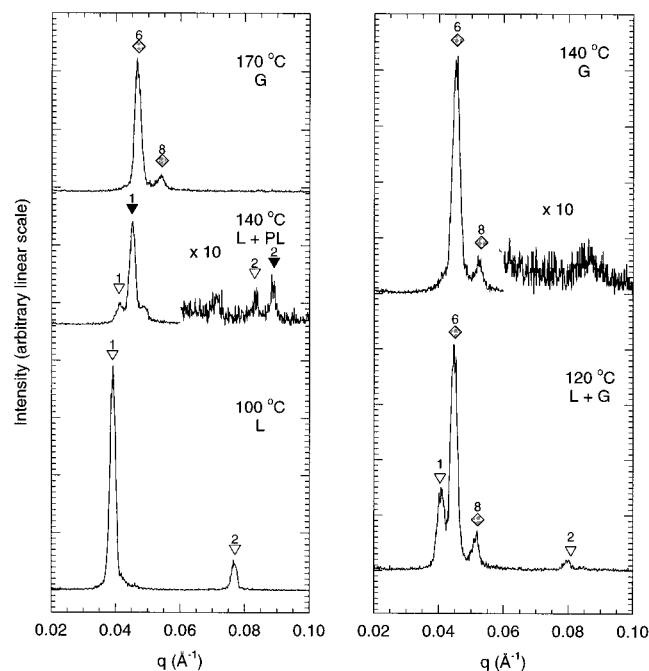 6
170 °C
G
8
1
140 °C
L + PL
x 10
1
2
2
1
100 °C
L
2
Intensity (arbitrary linear scale)
0.02 0.04 0.06 0.08 0.10
q (Å⁻¹)
6
140 °C
G
x 10
8
6
120 °C
L + G
1
8
2
0.02 0.04 0.06 0.08 0.10
q (Å⁻¹)